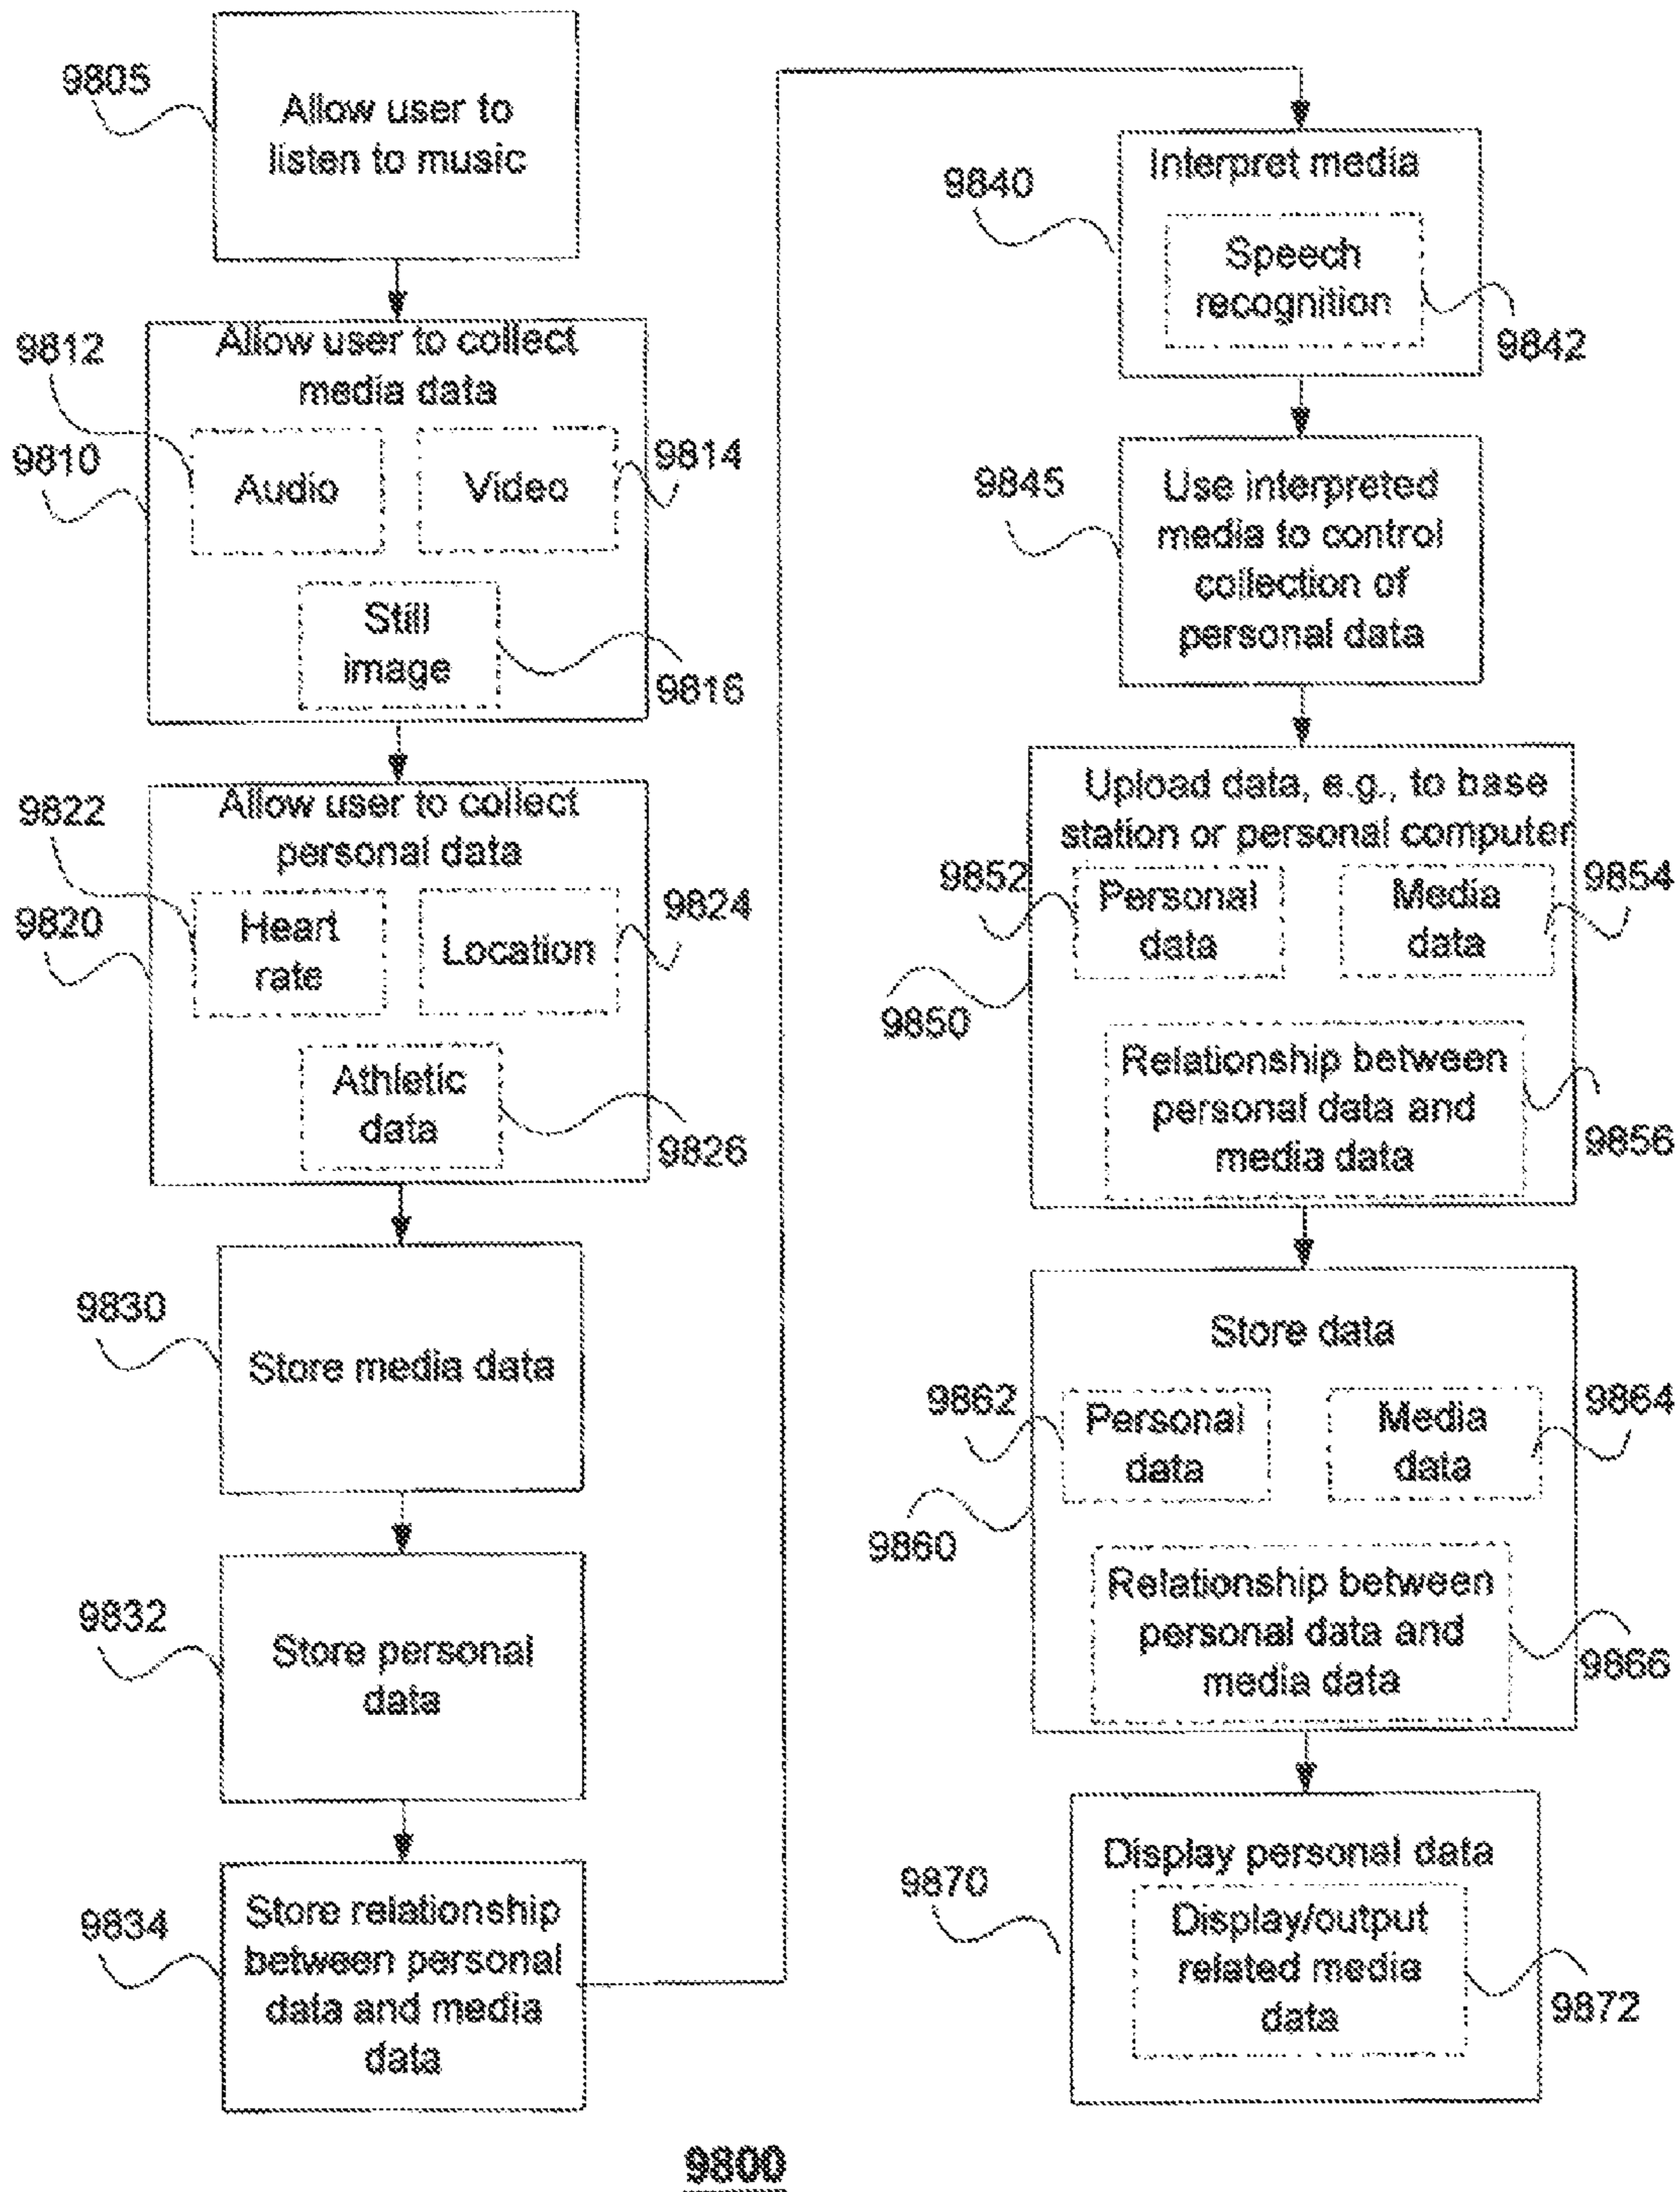 9805
Allow user to
listen to music
Allow user to collect
media data
9812
9810
Audio
Video
9814
Still
image
9816
Allow user to collect
personal data
9822
9820
Heart
rate
Location
9824
Athletic
data
9826
9830
Store media data
9832
Store personal
data
9834
Store relationship
between personal
data and media
data
Interpret media
9840
Speech
recognition
9842
9845
Use interpreted
media to control
collection of
personal data
Upload data, e.g., to base
station or personal computer
9852
Personal
data
Media
data
9854
9850
Relationship between
personal data and
media data
9856
Store data
9862
Personal
data
Media
data
9864
9860
Relationship between
personal data and
media data
9866
9870
Display personal data
Display/output
related media
data
9872
9800